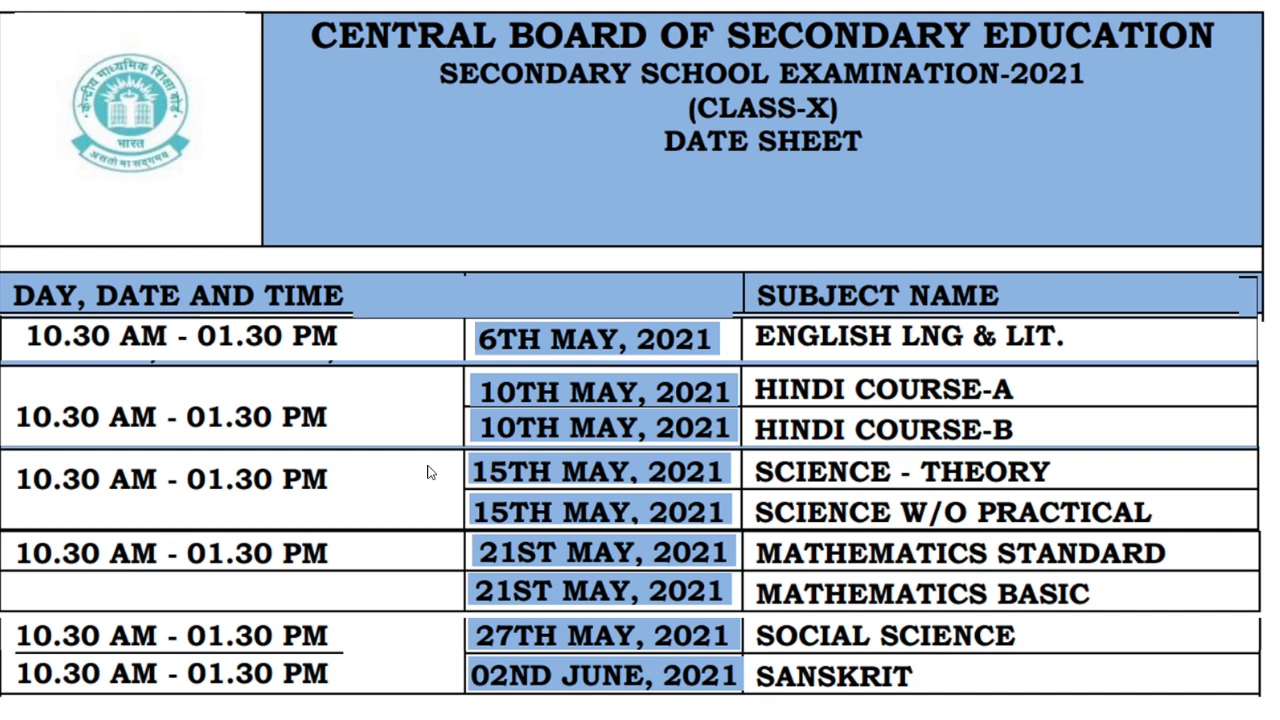 केन्द्रीय माध्यमिक शिक्षा बोर्ड
भारत
असतो मा सद्गमय
CENTRAL BOARD OF SECONDARY EDUCATION
SECONDARY SCHOOL EXAMINATION-2021
(CLASS-X)
DATE SHEET
DAY, DATE AND TIME SUBJECT NAME
10.30 AM - 01.30 PM 6TH MAY, 2021 ENGLISH LNG & LIT.
10.30 AM - 01.30 PM
10TH MAY, 2021 HINDI COURSE-A
10TH MAY, 2021 HINDI COURSE-B
10.30 AM - 01.30 PM
15TH MAY, 2021 SCIENCE - THEORY
15TH MAY, 2021 SCIENCE W/O PRACTICAL
10.30 AM - 01.30 PM 21ST MAY, 2021 MATHEMATICS STANDARD
21ST MAY, 2021 MATHEMATICS BASIC
10.30 AM - 01.30 PM 27TH MAY, 2021 SOCIAL SCIENCE
10.30 AM - 01.30 PM 02ND JUNE, 2021 SANSKRIT